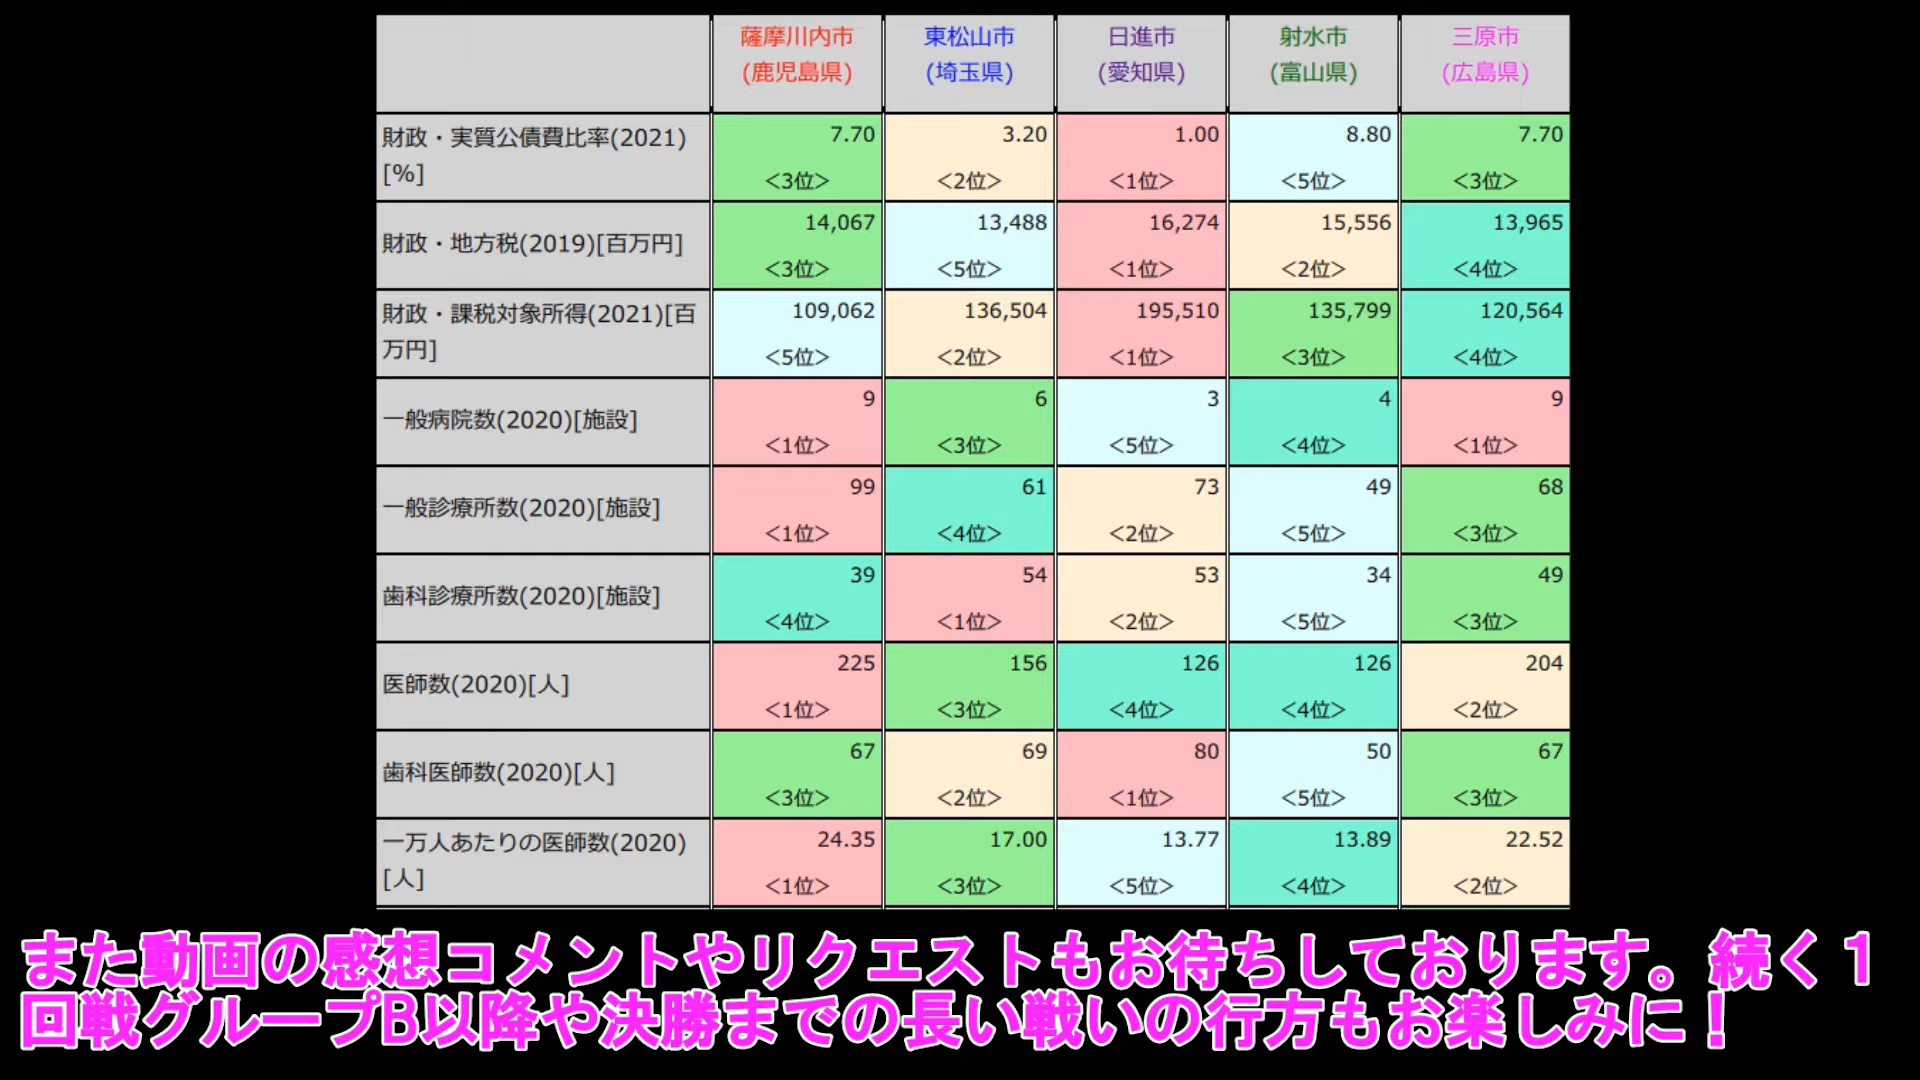 薩摩川内市 東松山市 日進市 射水市 三原市
(鹿児島県) (埼玉県) (愛知県) (富山県) (広島県)
財政・実質公債費比率(2021) 7.70 3.20 1.00 8.80 7.70
[%] <3位> <2位> <1位> <5位> <3位>
財政・地方税(2019)[百万円] 14,067 13,488 16,274 15,556 13,965
<3位> <5位> <1位> <2位> <4位>
財政・課税対象所得(2021)[百 109,062 136,504 195,510 135,799 120,564
万円] <5位> <2位> <1位> <3位> <4位>
一般病院数(2020)[施設] 9 6 3 4 9
<1位> <3位> <5位> <4位> <1位>
一般診療所数(2020)[施設] 99 61 73 49 68
<1位> <4位> <2位> <5位> <3位>
歯科診療所数(2020)[施設] 39 54 53 34 49
<4位> <1位> <2位> <5位> <3位>
医師数(2020)[人] 225 156 126 126 204
<1位> <3位> <4位> <4位> <2位>
歯科医師数(2020)[人] 67 69 80 50 67
<3位> <2位> <1位> <5位> <3位>
一万人あたりの医師数(2020) 24.35 17.00 13.77 13.89 22.52
[人] <1位> <3位> <5位> <4位> <2位>
また動画の感想コメントやリクエストもお待ちしております。続く１
回戦グループB以降や決勝までの長い戦いの行方もお楽しみに！